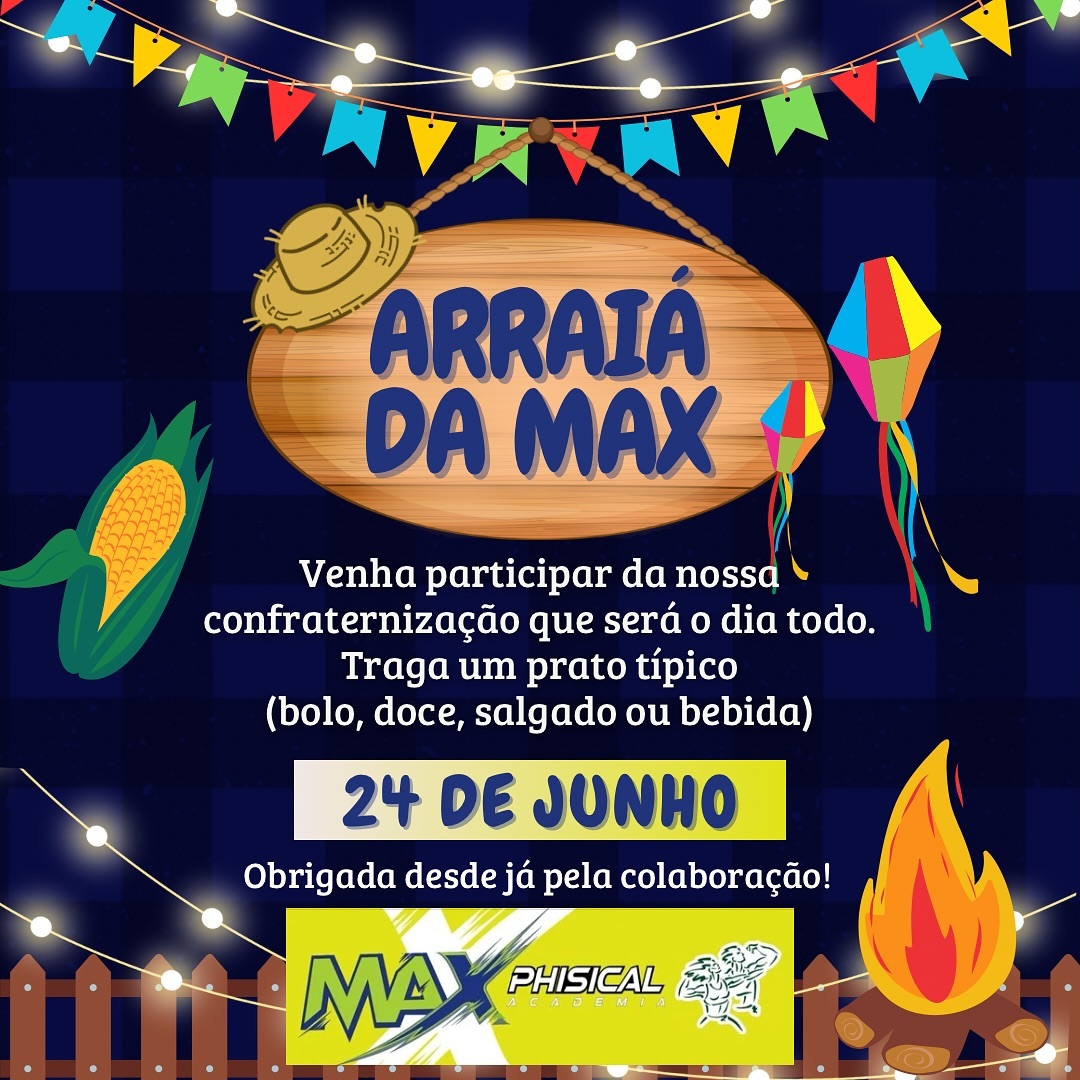 ARRAIÁ
DA MAX
Venha participar da nossa
confraternização que será o dia todo.
Traga um prato típico
(bolo, doce, salgado ou bebida)
24 DE JUNHO
Obrigada desde já pela colaboração!
MAX PHISICAL
ACADEMIA